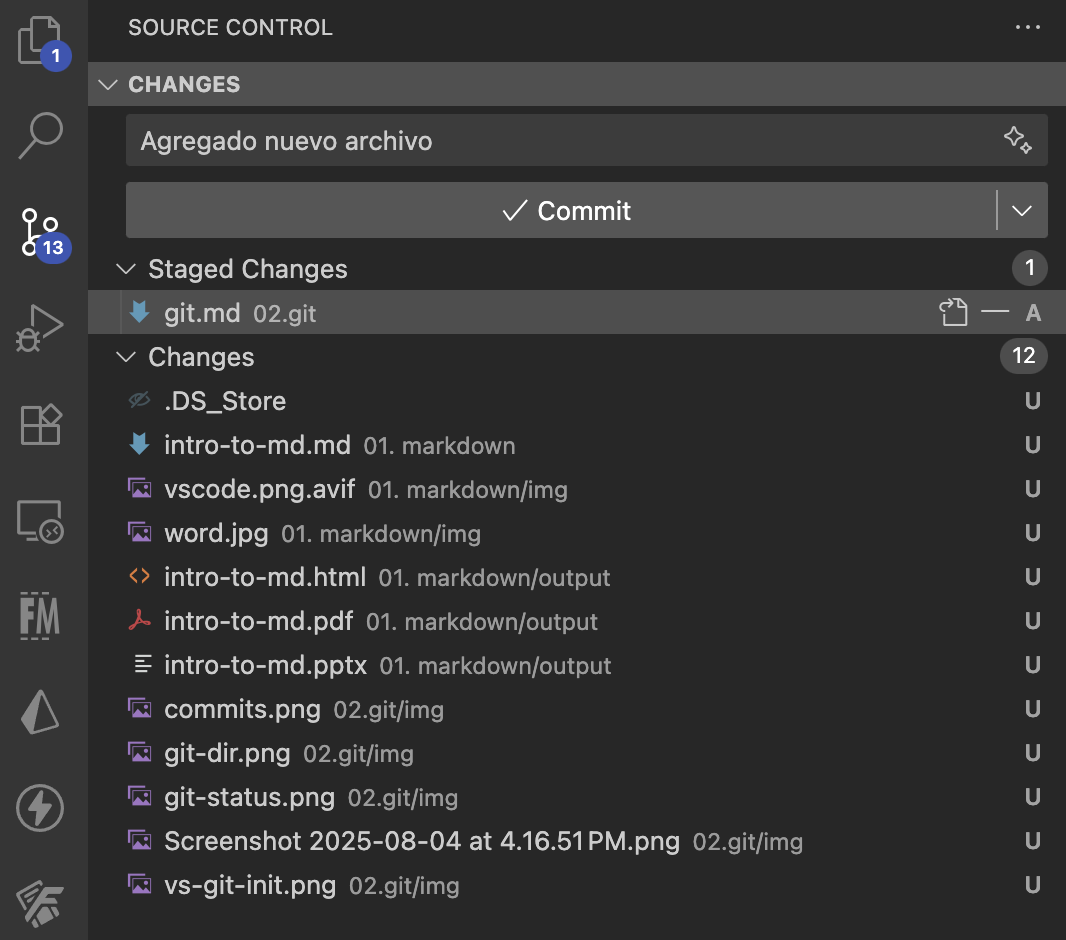 SOURCE CONTROL
1
CHANGES
Agregado nuevo archivo
Commit
13
Staged Changes 1
git.md 02.git A
Changes 12
.DS_Store U
intro-to-md.md 01. markdown U
vscode.png.avif 01. markdown/img U
word.jpg 01. markdown/img U
intro-to-md.html 01. markdown/output U
FM
intro-to-md.pdf 01. markdown/output U
intro-to-md.pptx 01. markdown/output U
commits.png 02.git/img U
git-dir.png 02.git/img U
git-status.png 02.git/img U
Screenshot 2025-08-04 at 4.16.51 PM.png 02.git/img U
vs-git-init.png 02.git/img U